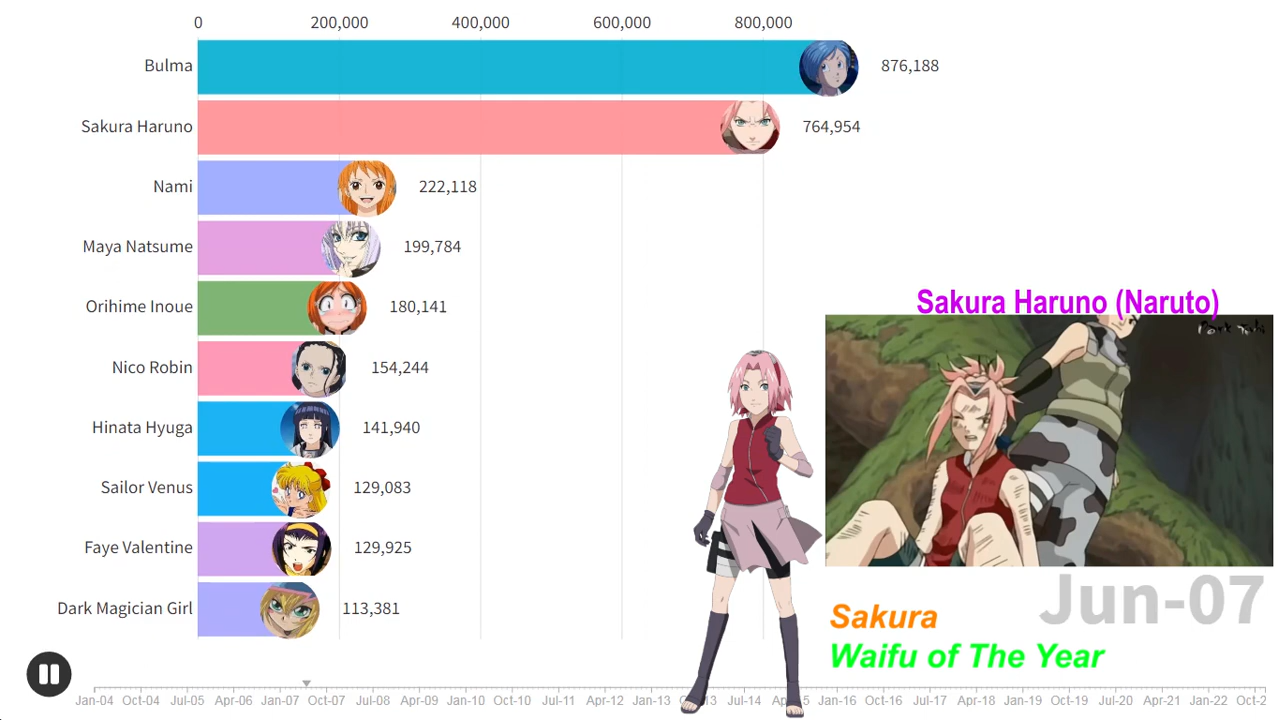 0 200,000 400,000 600,000 800,000
Bulma 876,188
Sakura Haruno 764,954
Nami 222,118
Maya Natsume 199,784
Orihime Inoue 180,141
Nico Robin 154,244
Hinata Hyuga 141,940
Sailor Venus 129,083
Faye Valentine 129,925
Dark Magician Girl 113,381
Sakura Haruno (Naruto)
Jun-07
Sakura
Waifu of The Year
Jan-04 Oct-04 Jul-05 Apr-06 Jan-07 Oct-07 Jul-08 Apr-09 Jan-10 Oct-10 Jul-11 Apr-12 Jan-13 Jul-14 Jan-16 Oct-16 Jul-17 Apr-18 Jan-19 Oct-19 Jul-20 Apr-21 Jan-22 Oct-2